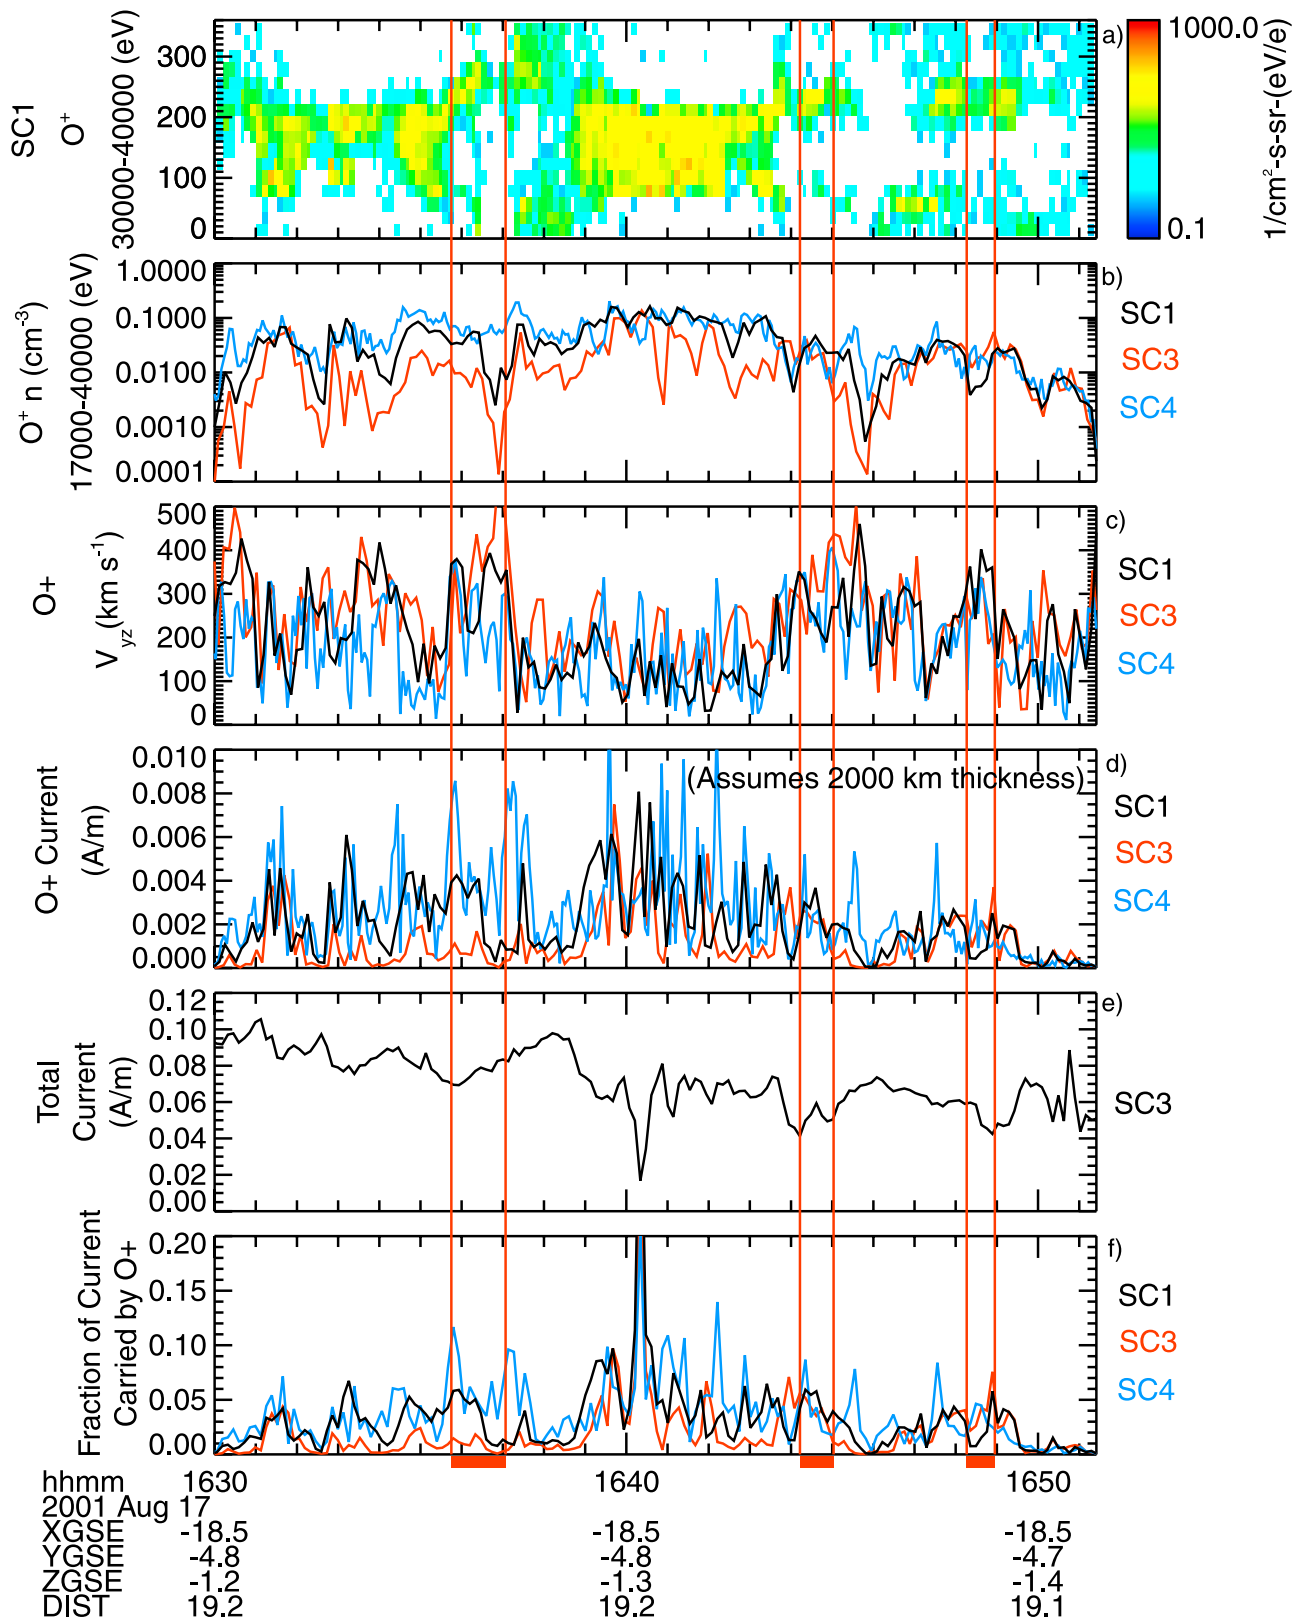 a)
300
200
100
0
SC1
O+
30000-40000 (eV)
1000.0
0.1
1/cm2-s-sr-(eV/e)
b)
1.0000
0.1000
0.0100
0.0010
0.0001
O+ n (cm-3)
17000-40000 (eV)
SC1
SC3
SC4
c)
500
400
300
200
100
0
O+
Vyz(km s-1)
SC1
SC3
SC4
(Assumes 2000 km thickness)
d)
0.010
0.008
0.006
0.004
0.002
0.000
O+ Current
(A/m)
SC1
SC3
SC4
e)
0.12
0.10
0.08
0.06
0.04
0.02
0.00
Total
Current
(A/m)
SC3
f)
0.20
0.15
0.10
0.05
0.00
Fraction of Current
Carried by O+
SC1
SC3
SC4
hhmm 1630 1640 1650
2001 Aug 17
XGSE -18.5 -18.5 -18.5
YGSE -4.8 -4.8 -4.7
ZGSE -1.2 -1.3 -1.4
DIST 19.2 19.2 19.1